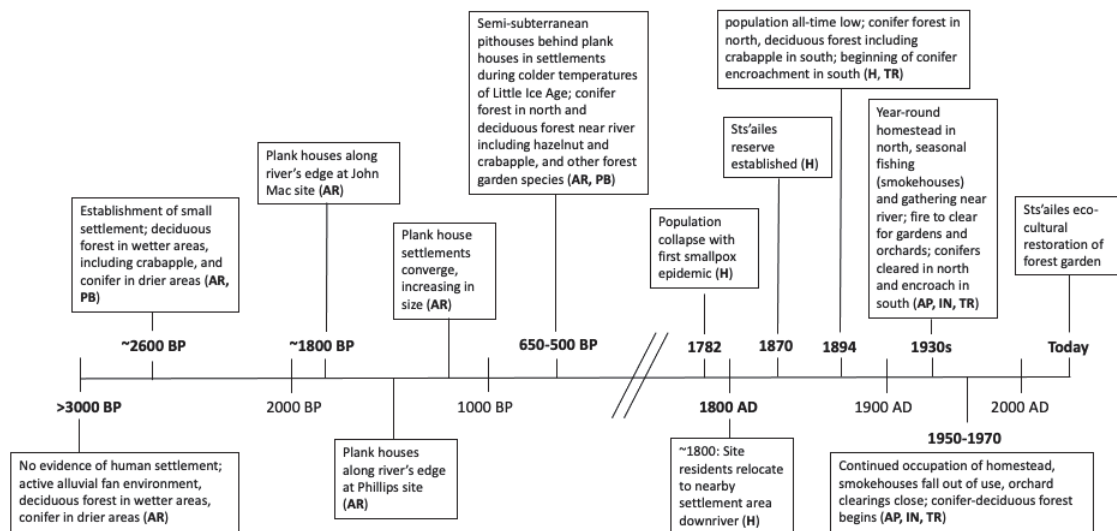 Semi-subterranean
pithouses behind plank
houses in settlements
during colder temperatures
of Little Ice Age; conifer
forest in north and
deciduous forest near river
including hazelnut and
crabapple, and other forest
garden species (AR, PB)
population all-time low; conifer forest in
north, deciduous forest including
crabapple in south; beginning of conifer
encroachment in south (H, TR)
Plank houses along
river's edge at John
Mac site (AR)
Sts'ailes
reserve
established (H)
Year-round
homestead in
north, seasonal
fishing
(smokehouses)
and gathering near
river; fire to clear
for gardens and
orchards; conifers
cleared in north
and encroach in
south (AP, IN, TR)
Establishment of small
settlement; deciduous
forest in wetter areas,
including crabapple, and
conifer in drier areas (AR,
PB)
Plank house
settlements
converge,
increasing in
size (AR)
Population
collapse with
first smallpox
epidemic (H)
Sts'ailes eco-
cultural
restoration of
forest garden
~2600 BP
~1800 BP
650-500 BP
1782
1870
1894
1930s
Today
>3000 BP
2000 BP
1000 BP
1800 AD
1900 AD
2000 AD
1950-1970
No evidence of human settlement;
active alluvial fan environment,
deciduous forest in wetter areas,
conifer in drier areas (AR)
Plank houses
along river's edge
at Phillips site
(AR)
~1800: Site
residents relocate
to nearby
settlement area
downriver (H)
Continued occupation of homestead,
smokehouses fall out of use, orchard
clearings close; conifer-deciduous forest
begins (AP, IN, TR)